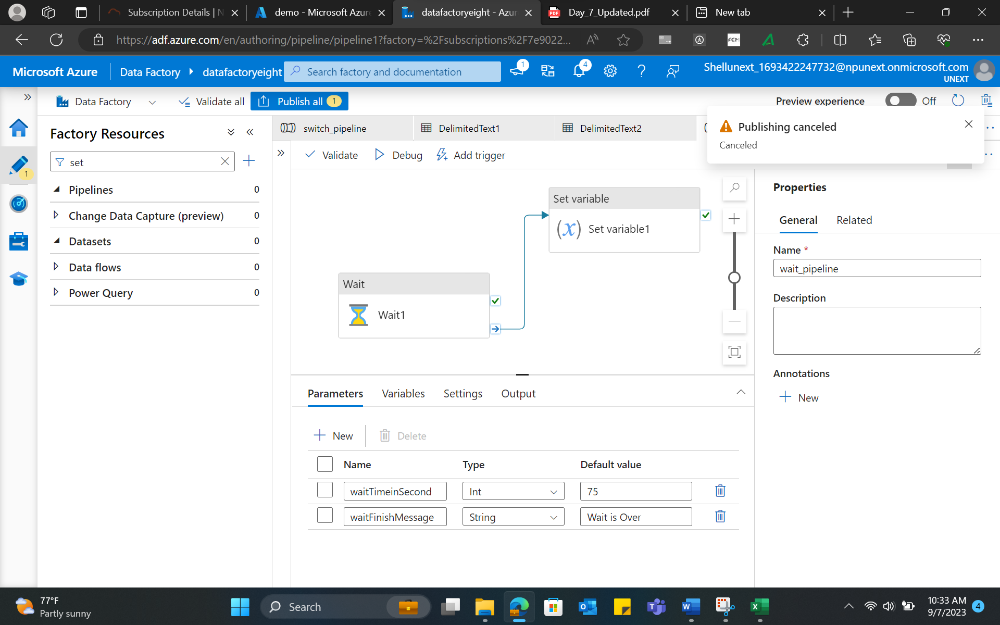 Subscription Details | N
demo - Microsoft Azure
datafactoryeight - Azur
Day_7_Updated.pdf
New tab
https://adf.azure.com/en/authoring/pipeline/pipeline1?factory=%2Fsubscriptions%2F7e9022...
Microsoft Azure
Data Factory
datafactoryeight
Search factory and documentation
1
4
Shellunext_1693422247732@npunext.onmicrosoft.com
UNEXT
Data Factory
Validate all
Publish all 1
Preview experience
Off
Factory Resources
switch_pipeline
DelimitedText1
DelimitedText2
Publishing canceled
Canceled
set
1
Validate
Debug
Add trigger
Pipelines 0
Change Data Capture (preview) 0
Datasets 0
Data flows 0
Power Query 0
Set variable
(x) Set variable1
Wait
Wait1
Properties
General
Related
Name *
wait_pipeline
Description
Annotations
New
Parameters
Variables
Settings
Output
New
Delete
Name Type Default value
waitTimeinSecond Int 75
waitFinishMessage String Wait is Over
77°F
Partly sunny
Search
10:33 AM
9/7/2023
4